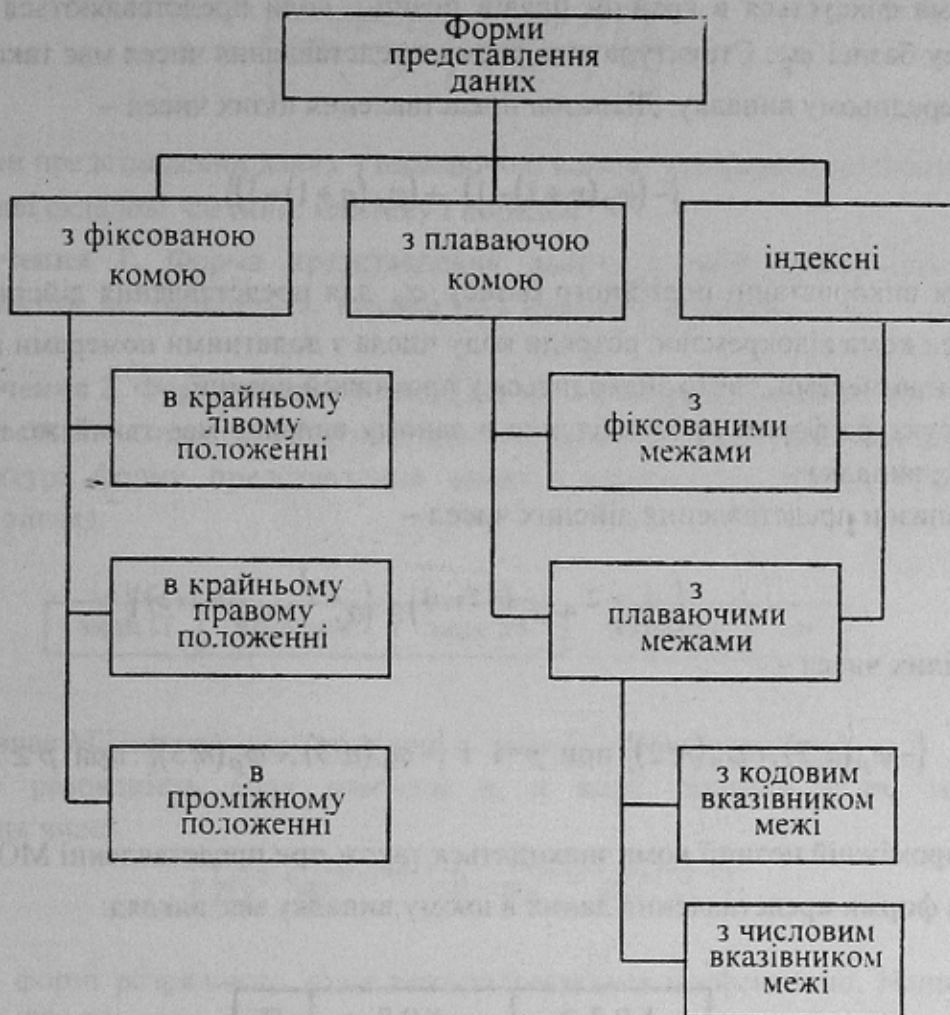 Форми
представлення
даних
з фіксованою
комою
з плаваючою
комою
індексні
в крайньому
лівому
положенні
з
фіксованими
межами
в крайньому
правому
положенні
з
плаваючими
межами
в
проміжному
положенні
з кодовим
вказівником
межі
з числовим
вказівником
межі